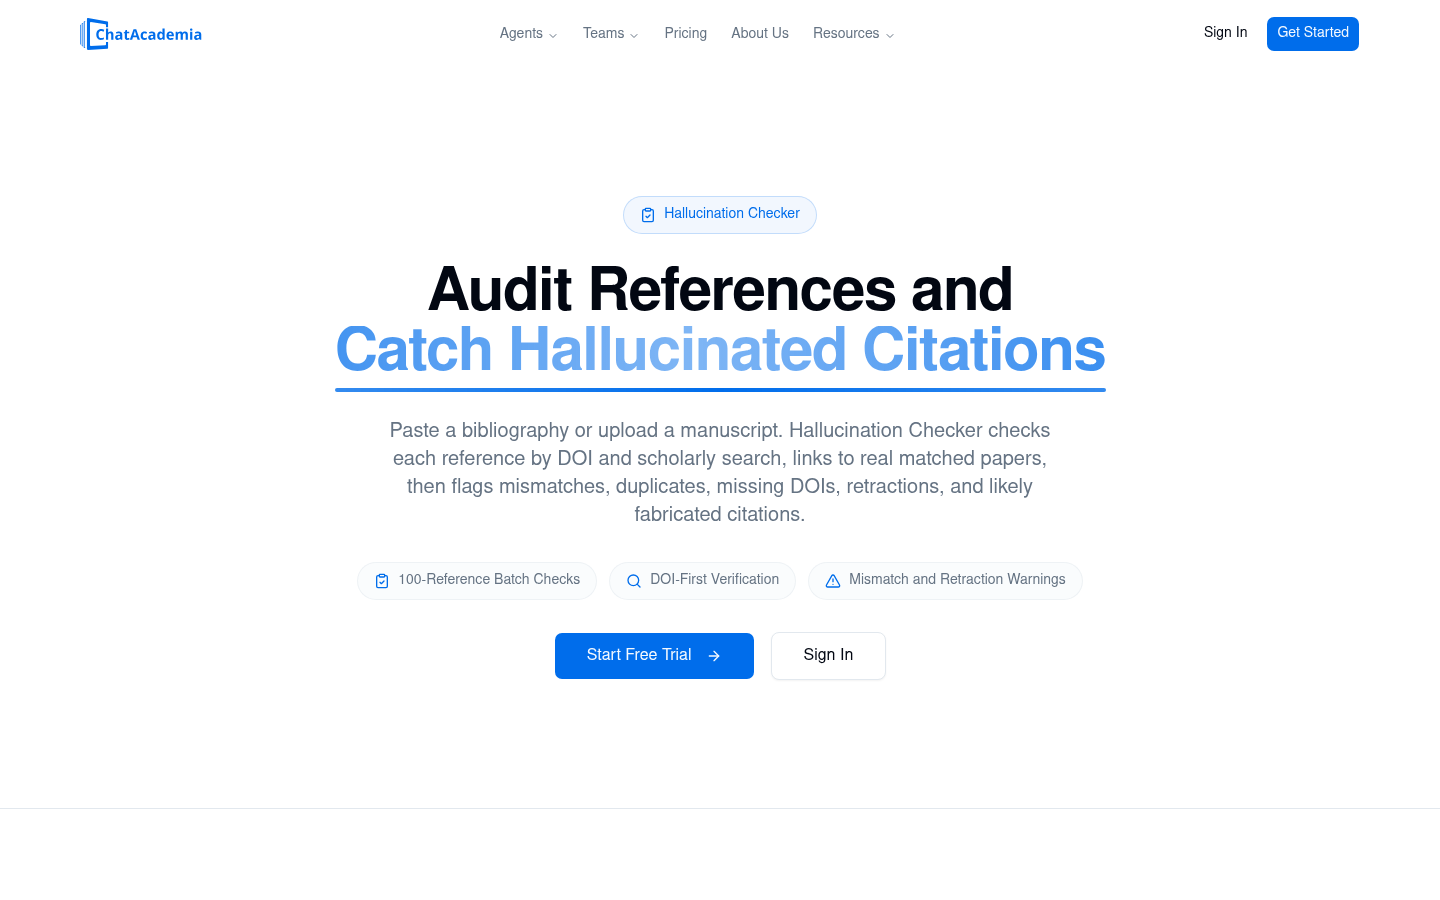 ChatAcademia
Agents
Teams
Pricing
About Us
Resources
Sign In
Get Started
Hallucination Checker
Audit References and
Catch Hallucinated Citations
Paste a bibliography or upload a manuscript. Hallucination Checker checks
each reference by DOI and scholarly search, links to real matched papers,
then flags mismatches, duplicates, missing DOIs, retractions, and likely
fabricated citations.
100-Reference Batch Checks
DOI-First Verification
Mismatch and Retraction Warnings
Start Free Trial
Sign In